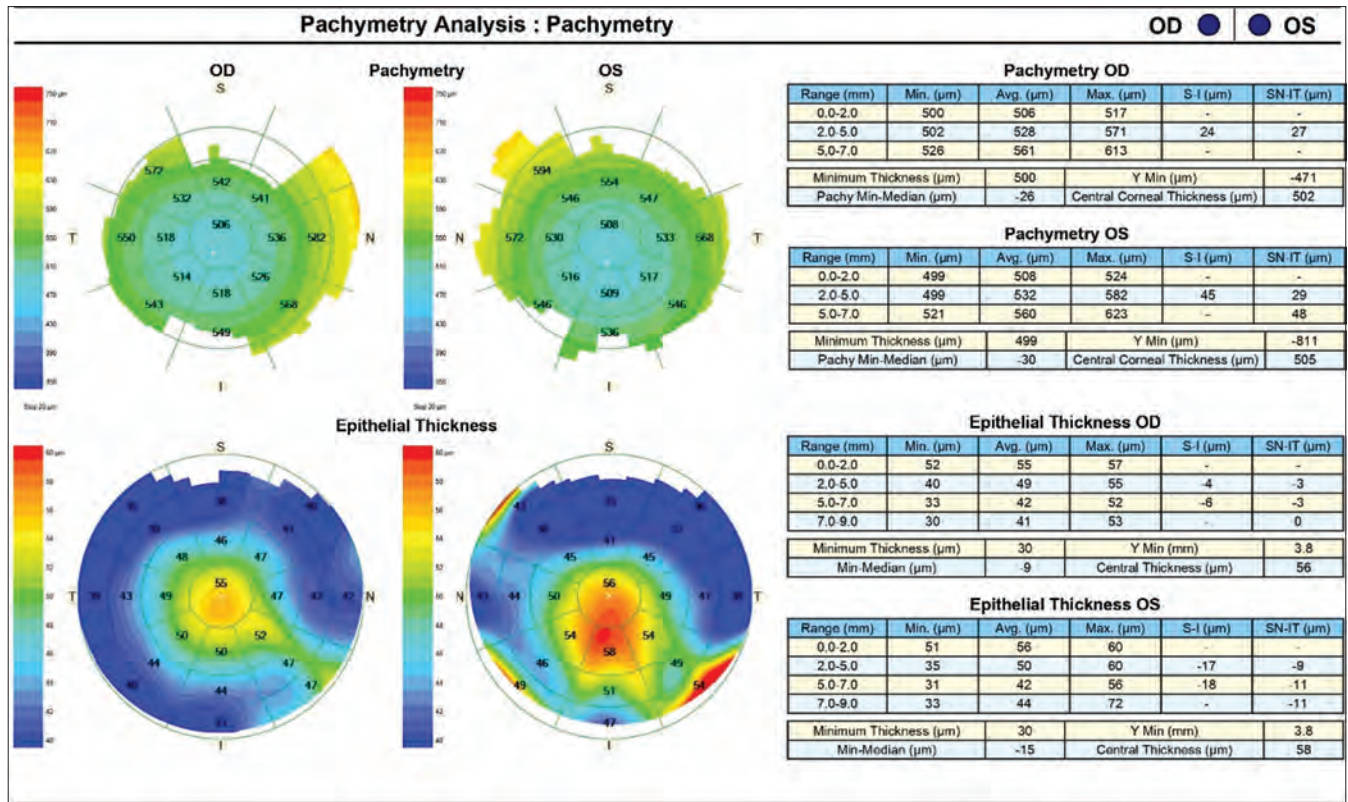 Pachymetry Analysis : Pachymetry
OD OS
OD Pachymetry OS
S S
750 µm 750 µm
710 710
T N N T
I I
572 542 541
532 506
550 518 536 582
514 526
518
543 568
549
594 554
546 547
508
572 530 533 568
516 517
509
546 546
536
Step 20 µm Step 20 µm
Epithelial Thickness
S S
60 µm 60 µm
T N N T
I I
46
48 47
55
39 43 49 47 42 42
50 52
50
44 47
47
44
43
41
45 45
56
44 50 49 41
54 54
58
46 49
49 54
51
47
Pachymetry OD
Range (mm) Min. (µm) Avg. (µm) Max. (µm) S-I (µm) SN-IT (µm)
0.0-2.0 500 506 517 - -
2.0-5.0 502 528 571 24 27
5.0-7.0 526 561 613 - -
Minimum Thickness (µm) 500 Y Min (µm) -471
Pachy Min-Median (µm) -26 Central Corneal Thickness (µm) 502
Pachymetry OS
Range (mm) Min. (µm) Avg. (µm) Max. (µm) S-I (µm) SN-IT (µm)
0.0-2.0 499 508 524 - -
2.0-5.0 499 532 582 45 29
5.0-7.0 521 560 623 - 48
Minimum Thickness (µm) 499 Y Min (µm) -811
Pachy Min-Median (µm) -30 Central Corneal Thickness (µm) 505
Epithelial Thickness OD
Range (mm) Min. (µm) Avg. (µm) Max. (µm) S-I (µm) SN-IT (µm)
0.0-2.0 52 55 57 - -
2.0-5.0 40 49 55 -4 -3
5.0-7.0 33 42 52 -6 -3
7.0-9.0 30 41 53 - 0
Minimum Thickness (µm) 30 Y Min (mm) 3.8
Min-Median (µm) -9 Central Thickness (µm) 56
Epithelial Thickness OS
Range (mm) Min. (µm) Avg. (µm) Max. (µm) S-I (µm) SN-IT (µm)
0.0-2.0 51 56 60 - -
2.0-5.0 35 50 60 -17 -9
5.0-7.0 31 42 56 -18 -11
7.0-9.0 33 44 72 - -11
Minimum Thickness (µm) 30 Y Min (mm) 3.8
Min-Median (µm) -15 Central Thickness (µm) 58